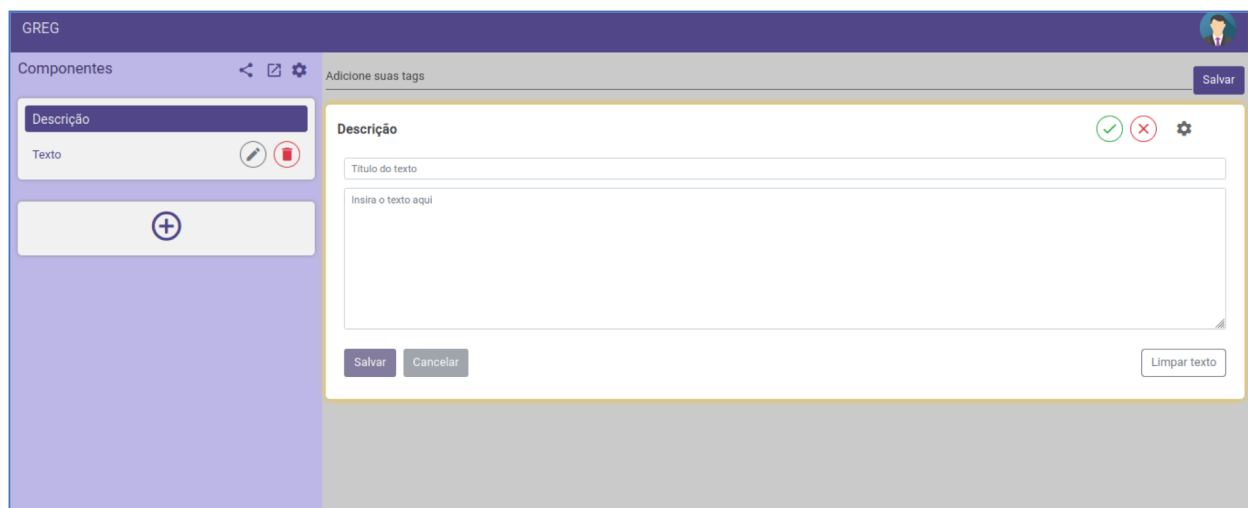 GREG
Componentes
Adicione suas tags
Salvar
Descrição
Texto
Descrição
Título do texto
Insira o texto aqui
Salvar
Cancelar
Limpar texto